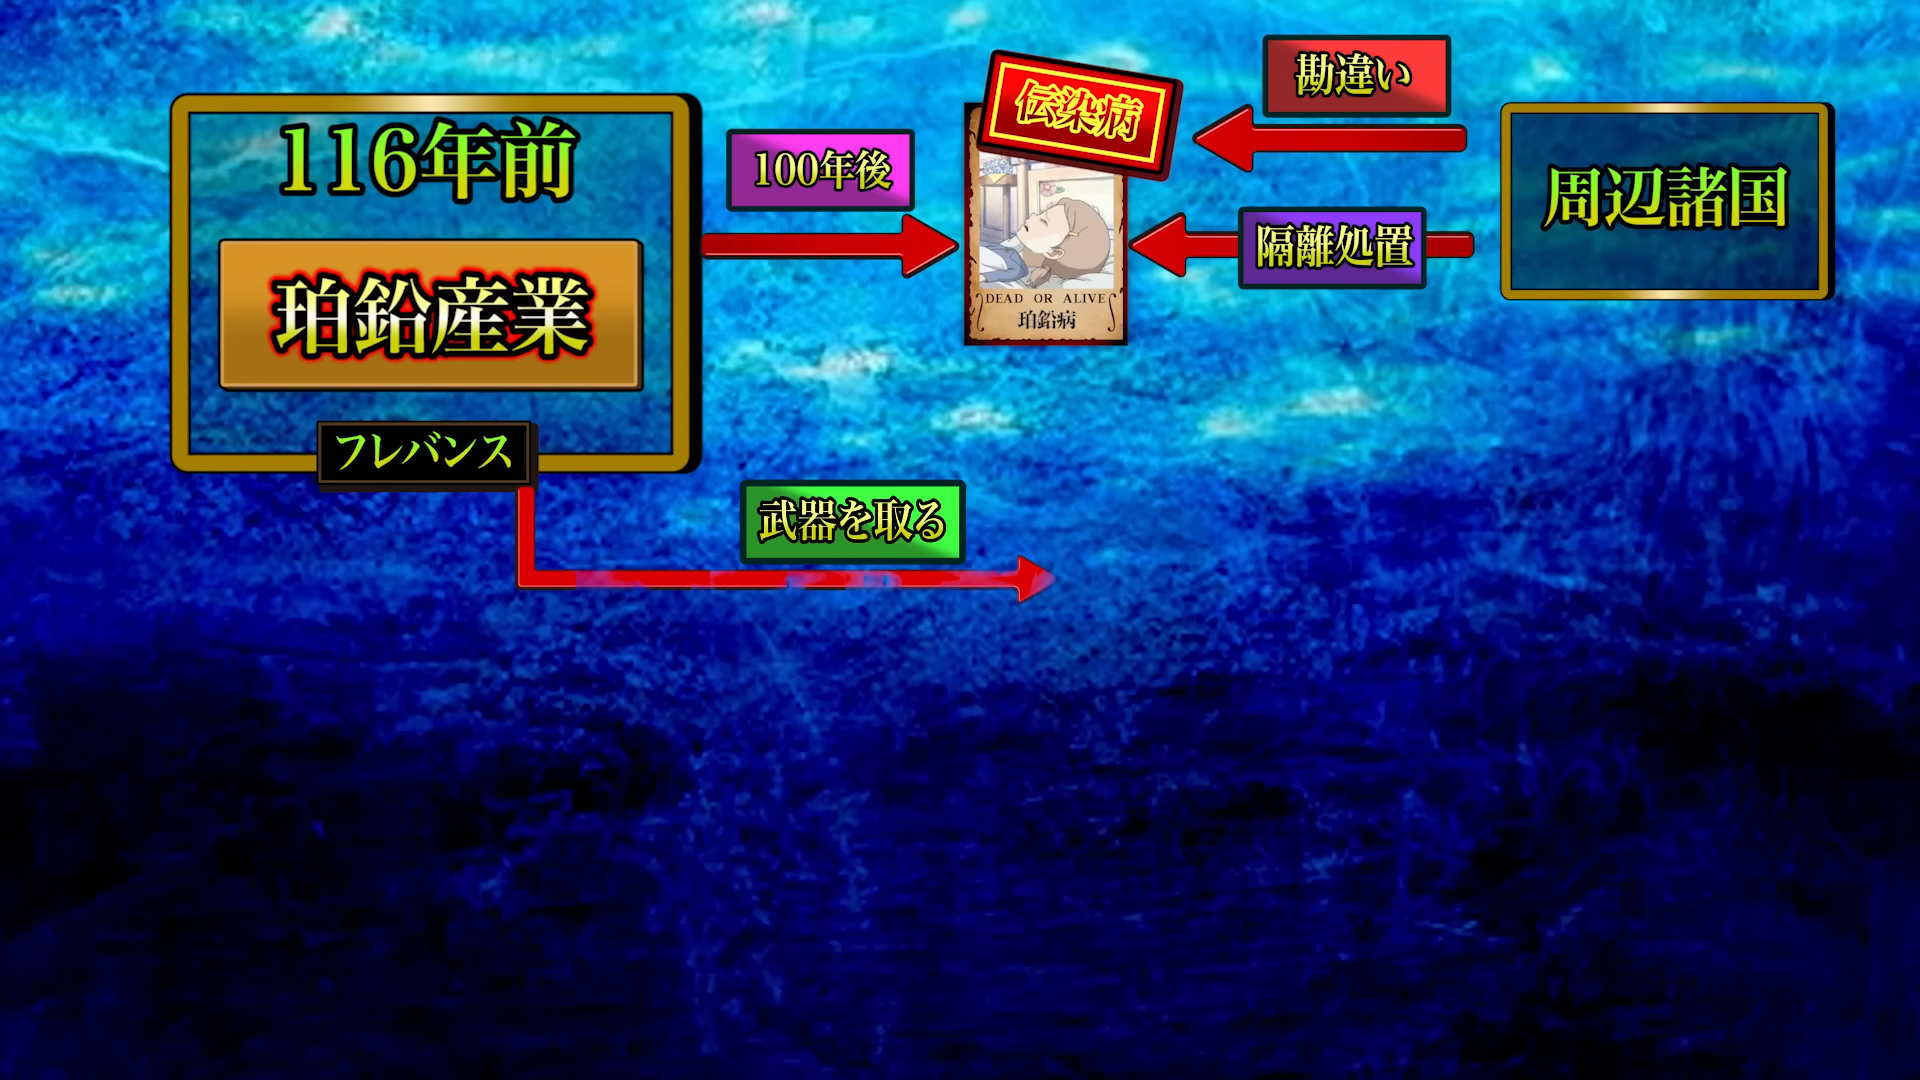 116年前
珀鉛産業
フレバンス
100年後
伝染病
DEAD OR ALIVE
珀鉛病
勘違い
隔離処置
周辺諸国
武器を取る